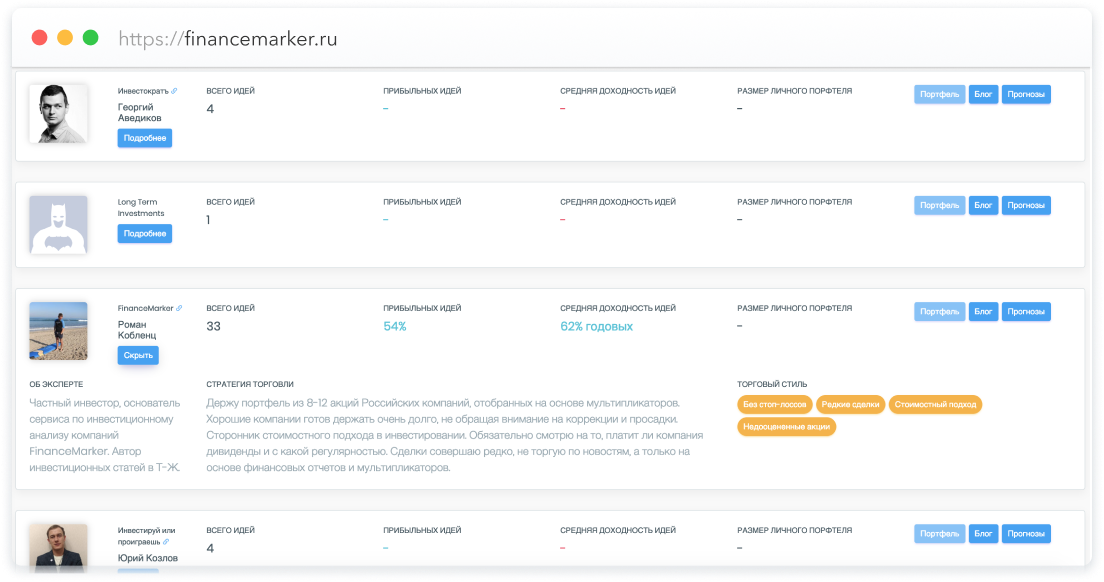 https://financemarker.ru
Инвестократъ
Георгий
Аведиков
Подробнее
ВСЕГО ИДЕЙ
4
ПРИБЫЛЬНЫХ ИДЕЙ
–
СРЕДНЯЯ ДОХОДНОСТЬ ИДЕЙ
–
РАЗМЕР ЛИЧНОГО ПОРФТЕЛЯ
–
Портфель Блог Прогнозы
Long Term
Investments
Подробнее
ВСЕГО ИДЕЙ
1
ПРИБЫЛЬНЫХ ИДЕЙ
–
СРЕДНЯЯ ДОХОДНОСТЬ ИДЕЙ
–
РАЗМЕР ЛИЧНОГО ПОРФТЕЛЯ
–
Портфель Блог Прогнозы
FinanceMarker
Роман
Кобленц
Скрыть
ВСЕГО ИДЕЙ
33
ПРИБЫЛЬНЫХ ИДЕЙ
54%
СРЕДНЯЯ ДОХОДНОСТЬ ИДЕЙ
62% годовых
РАЗМЕР ЛИЧНОГО ПОРФТЕЛЯ
–
Портфель Блог Прогнозы
ОБ ЭКСПЕРТЕ
Частный инвестор, основатель
сервиса по инвестиционному
анализу компаний
FinanceMarker. Автор
инвестиционных статей в Т-Ж.
СТРАТЕГИЯ ТОРГОВЛИ
Держу портфель из 8-12 акций Российских компаний, отобранных на основе мультипликаторов.
Хорошие компании готов держать очень долго, не обращая внимание на коррекции и просадки.
Сторонник стоимостного подхода в инвестировании. Обязательно смотрю на то, платит ли компания
дивиденды и с какой регулярностью. Сделки совершаю редко, не торгую по новостям, а только на
основе финансовых отчетов и мультипликаторов.
ТОРГОВЫЙ СТИЛЬ
Без стоп-лоссов Редкие сделки Стоимостный подход
Недооцененные акции
Инвестируй или
проиграешь
Юрий Козлов
ВСЕГО ИДЕЙ
4
ПРИБЫЛЬНЫХ ИДЕЙ
–
СРЕДНЯЯ ДОХОДНОСТЬ ИДЕЙ
–
РАЗМЕР ЛИЧНОГО ПОРФТЕЛЯ
–
Портфель Блог Прогнозы